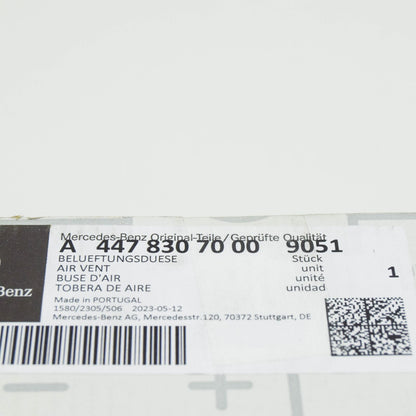 Mercedes-Benz Original-Teile/Geprüfte Qualität
A 447 830 70 00 9051
BELUEFTUNGSDUESE Stück
AIR VENT unit
BUSE D'AIR unité 1
TOBERA DE AIRE unidad
Benz
Made in PORTUGAL
1580/2305/506 2023-05-12
Mercedes-Benz AG, Mercedesstr.120, 70372 Stuttgart, DE